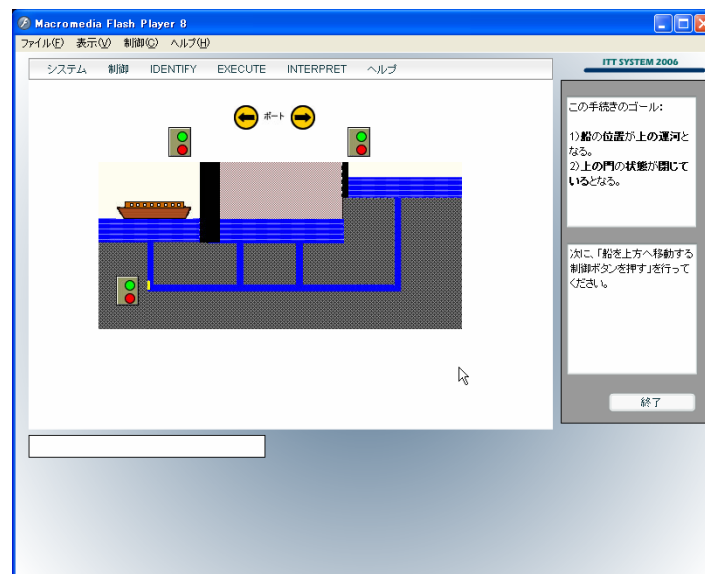 Macromedia Flash Player 8
ファイル(F) 表示(V) 制御(C) ヘルプ(H)
システム 制御 IDENTIFY EXECUTE INTERPRET ヘルプ
ITT SYSTEM 2006
ボート
この手続きのゴール:
1)船の位置が上の運河と
なる。
2)上の門の状態が閉じて
いるとなる。
次に、「船を上方へ移動する
制御ボタンを押す」を行って
ください。
終了